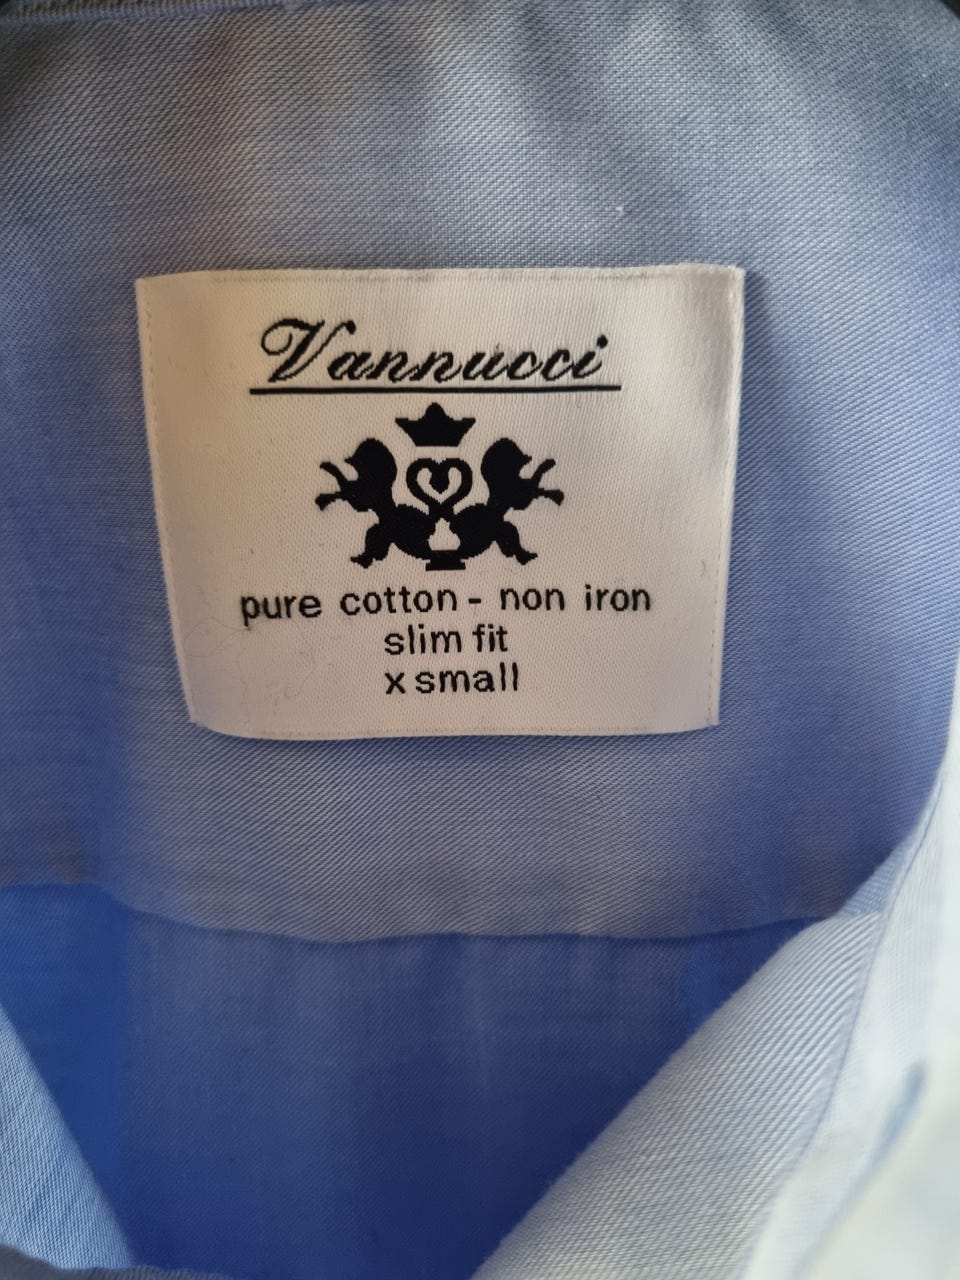 Vannucci
pure cotton - non iron
slim fit
x small